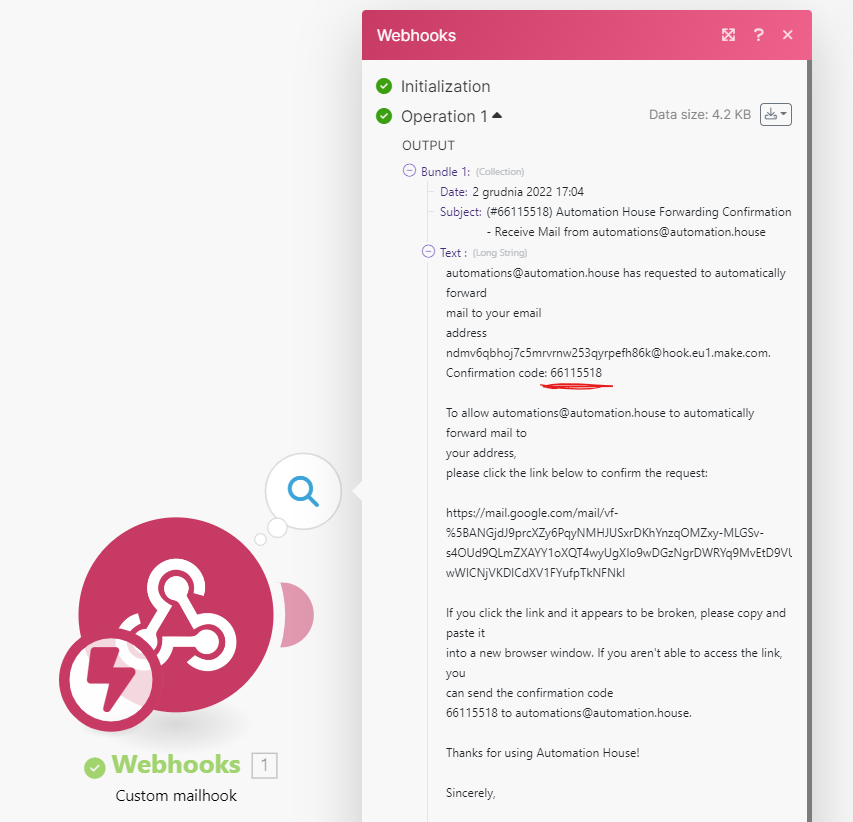 Webhooks
Initialization
Operation 1
Data size: 4.2 KB
OUTPUT
Bundle 1: (Collection)
Date: 2 grudnia 2022 17:04
Subject: (#66115518) Automation House Forwarding Confirmation
- Receive Mail from automations@automation.house
Text : (Long String)
automations@automation.house has requested to automatically
forward
mail to your email
address
ndmv6qbhoj7c5mrvrnw253qyrpefh86k@hook.eu1.make.com.
Confirmation code: 66115518
To allow automations@automation.house to automatically
forward mail to
your address,
please click the link below to confirm the request:
https://mail.google.com/mail/vf-
%5BANGjdJ9prcXZy6PqyNMHJUSxrDKhYnzqOMZxy-MLGSv-
s4OUd9QLmZXAYY1oXQT4wyUgXIo9wDGzNgrDWRYq9MvEtD9VU
wWICNjVKDICdXV1FYufpTkNFNkI
If you click the link and it appears to be broken, please copy and
paste it
into a new browser window. If you aren't able to access the link,
you
can send the confirmation code
66115518 to automations@automation.house.
Thanks for using Automation House!
Sincerely,
Webhooks 1
Custom mailhook